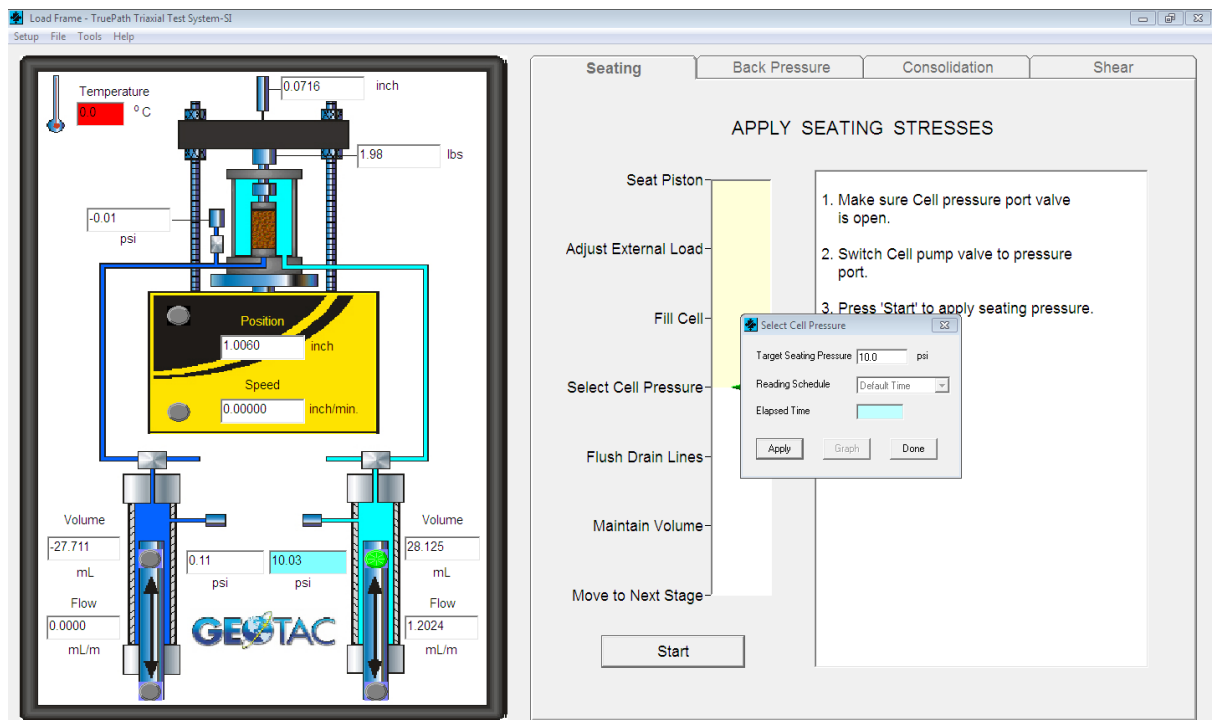 Load Frame - TruePath Triaxial Test System-SI
Setup File Tools Help
Temperature
0.0 ° C
0.0716 inch
1.98 lbs
-0.01
psi
Position
1.0060 inch
Speed
0.00000 inch/min.
Volume
-27.711
mL
Flow
0.0000
mL/m
0.11
psi
10.03
psi
GEOTAC
Volume
28.125
mL
Flow
1.2024
mL/m
Seating Back Pressure Consolidation Shear
APPLY SEATING STRESSES
Seat Piston
Adjust External Load
Fill Cell
Select Cell Pressure
Flush Drain Lines
Maintain Volume
Move to Next Stage
Start
1. Make sure Cell pressure port valve
is open.
2. Switch Cell pump valve to pressure
port.
3. Press 'Start' to apply seating pressure.
Select Cell Pressure
Target Seating Pressure 10.0 psi
Reading Schedule Default Time
Elapsed Time
Apply Graph Done